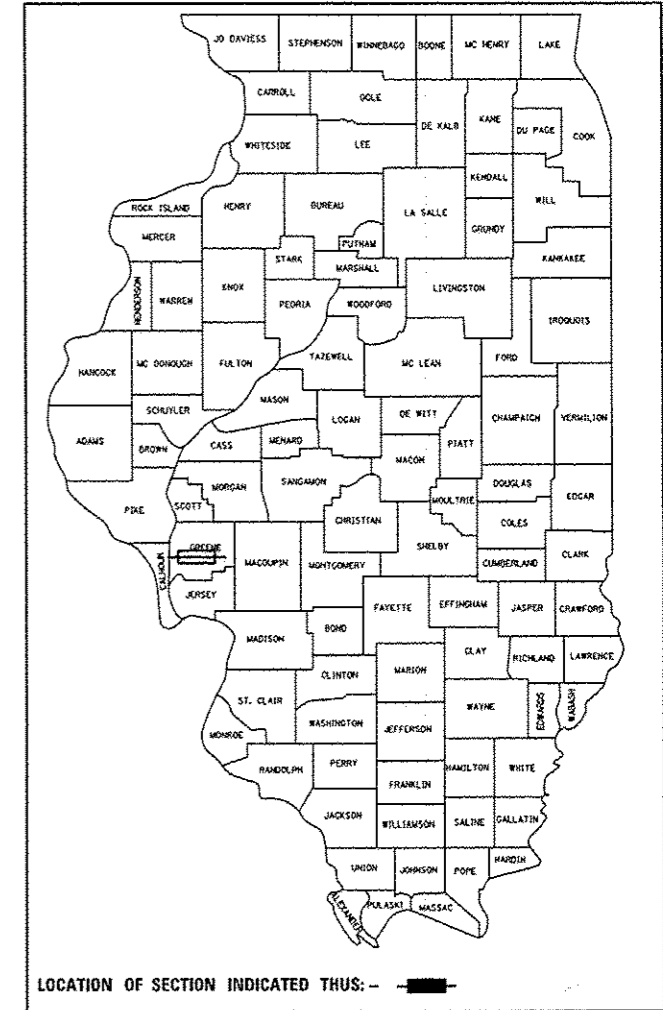 JO DAVIESS STEPHENSON WINNEBAGO BOONE MC HENRY LAKE
CARROLL OGLE DE KALB KANE DU PAGE COOK
WHITESIDE LEE
KENDALL
ROCK ISLAND HENRY BUREAU LA SALLE WILL
MERCER PUTNAM GRUNDY
STARK MARSHALL KANKAKEE
HENDERSON WARREN KNOX PEORIA WOODFORD LIVINGSTON IROQUOIS
HANCOCK MC DONOUGH FULTON TAZEWELL MC LEAN FORD
MASON
SCHUYLER LOGAN DE WITT CHAMPAIGN VERMILION
ADAMS BROWN CASS MENARD PIATT
MACON
PIKE SCOTT MORGAN SANGAMON MOULTRIE DOUGLAS EDGAR
CHRISTIAN COLES
CALHOUN GREENE MACOUPIN MONTGOMERY SHELBY CUMBERLAND CLARK
JERSEY FAYETTE EFFINGHAM JASPER CRAWFORD
MADISON BOND
CLAY RICHLAND LAWRENCE
CLINTON MARION
ST. CLAIR WAYNE EDWARDS WABASH
WASHINGTON JEFFERSON
MONROE
RANDOLPH PERRY HAMILTON WHITE
FRANKLIN
JACKSON WILLIAMSON SALINE GALLATIN
UNION JOHNSON POPE HARDIN
ALEXANDER PULASKI MASSAC
LOCATION OF SECTION INDICATED THUS: -